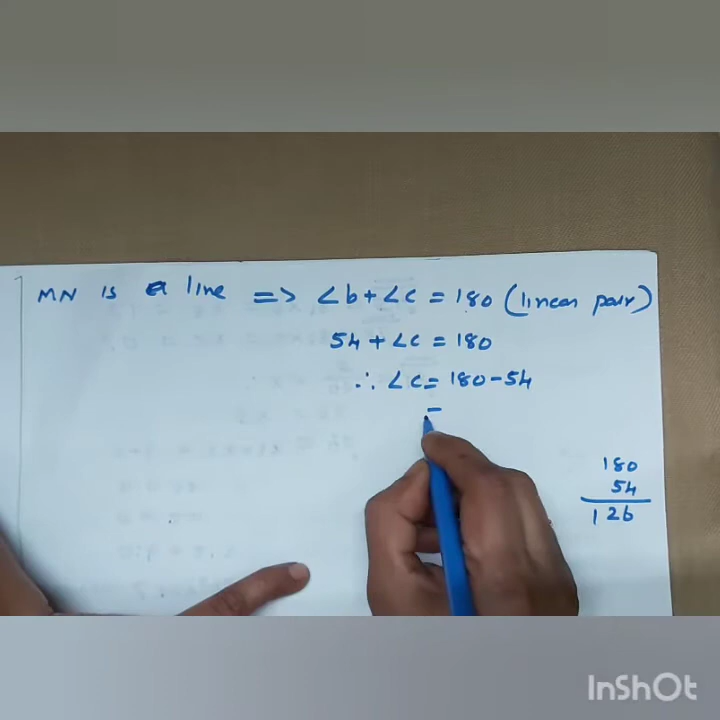 MN is a line => ∠b+∠c = 180 (linear pair)
54 + ∠c = 180
∴ ∠c = 180-54
=
180
54
126
InShOt